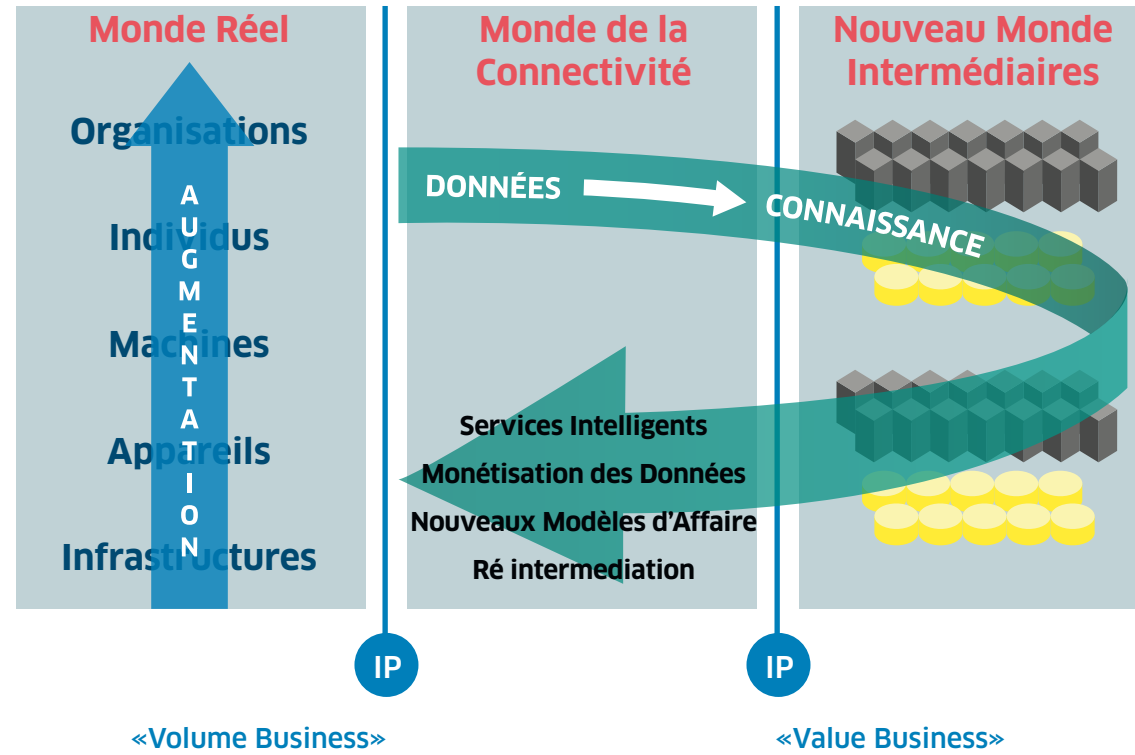 Monde Réel
Organisations
Individus
Machines
Appareils
Infrastructures
AUGMENTATION
Monde de la
Connectivité
DONNÉES
CONNAISSANCE
Services Intelligents
Monétisation des Données
Nouveaux Modèles d’Affaire
Ré intermediation
Nouveau Monde
Intermédiaires
IP
IP
«Volume Business»
«Value Business»